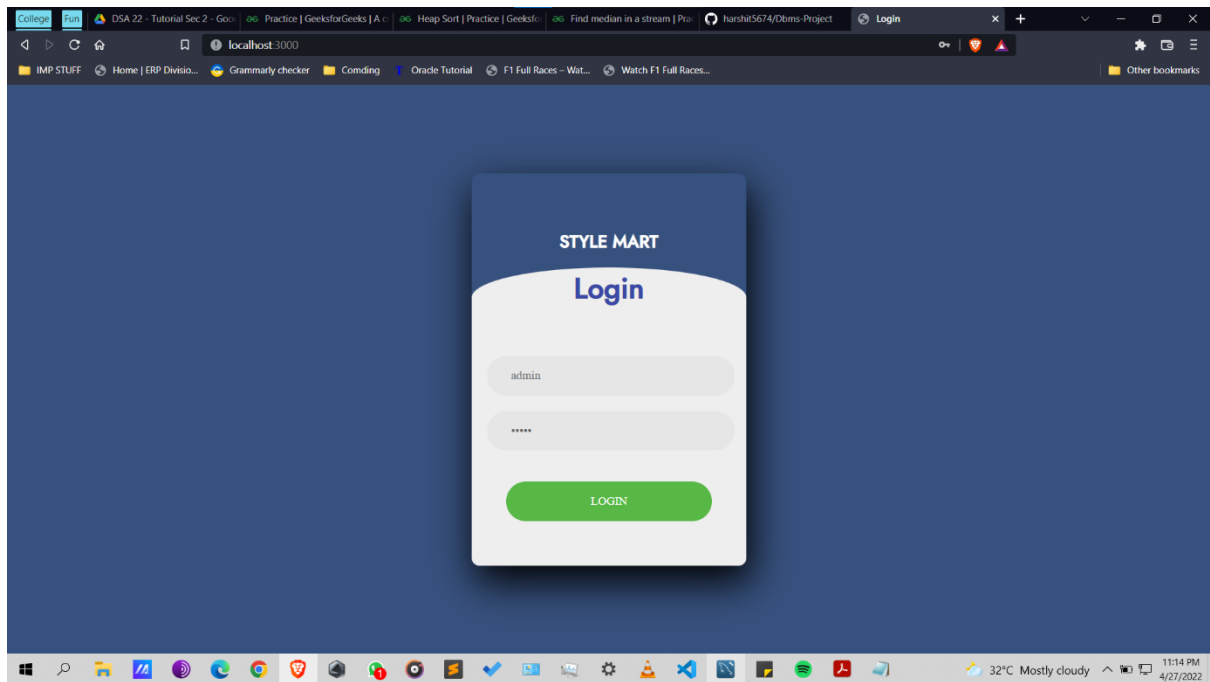 College Fun DSA 22 - Tutorial Sec 2 - Goo Practice | GeeksforGeeks | A c Heap Sort | Practice | Geeksfo Find median in a stream | Prac harshit5674/Dbms-Project Login
localhost:3000
IMP STUFF Home | ERP Divisio... Grammarly checker Comding Oracle Tutorial F1 Full Races – Wat... Watch F1 Full Races... Other bookmarks
STYLE MART
Login
admin
•••••
LOGIN
32°C Mostly cloudy 11:14 PM
4/27/2022